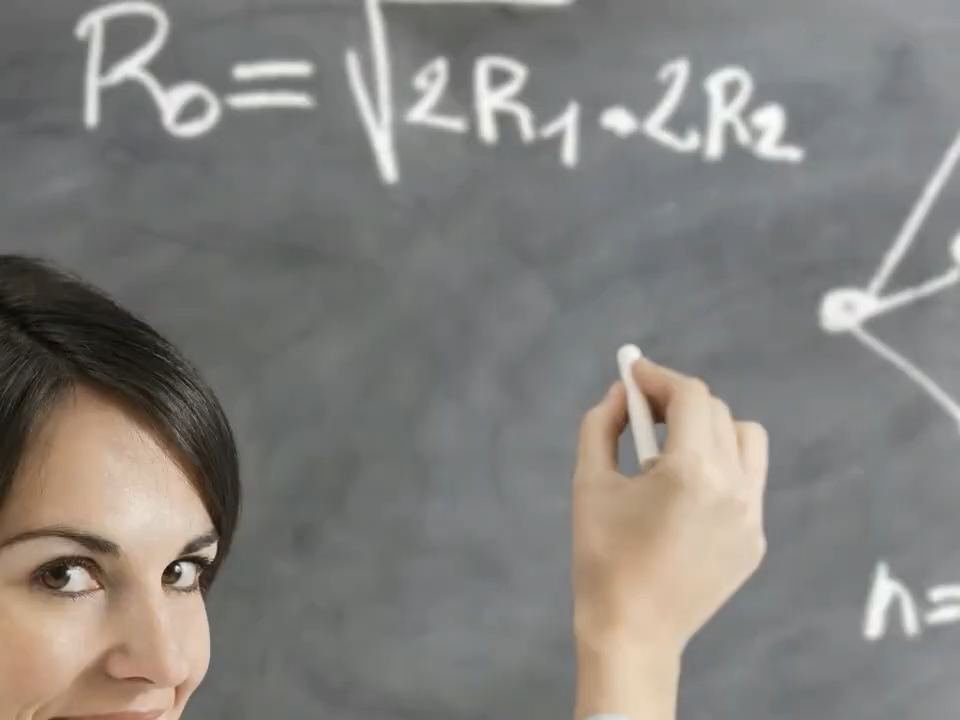 R₀ = √2R₁·2R₂
n=